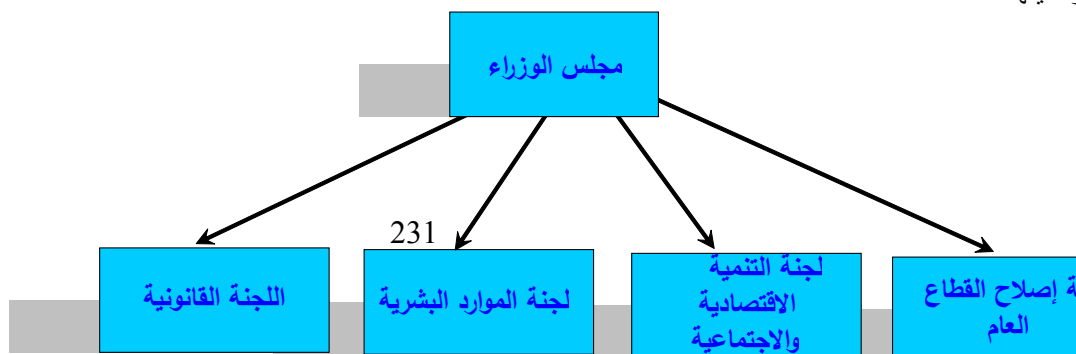 مجلس الوزراء
231
إصلاح القطاع
العام
لجنة التنمية
الاقتصادية
والاجتماعية
لجنة الموارد البشرية
اللجنة القانونية